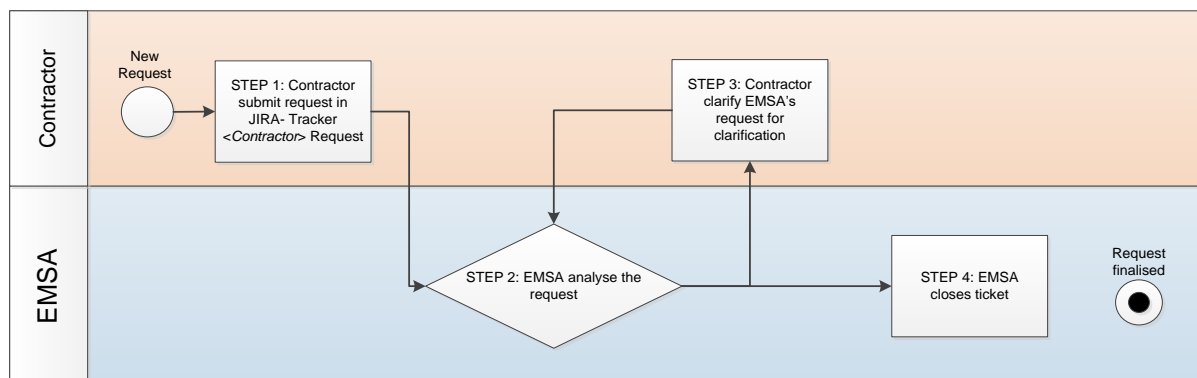 Contractor
New
Request
STEP 1: Contractor
submit request in
JIRA- Tracker
<Contractor> Request
STEP 3: Contractor
clarify EMSA's
request for
clarification
EMSA
STEP 2: EMSA analyse the
request
STEP 4: EMSA
closes ticket
Request
finalised